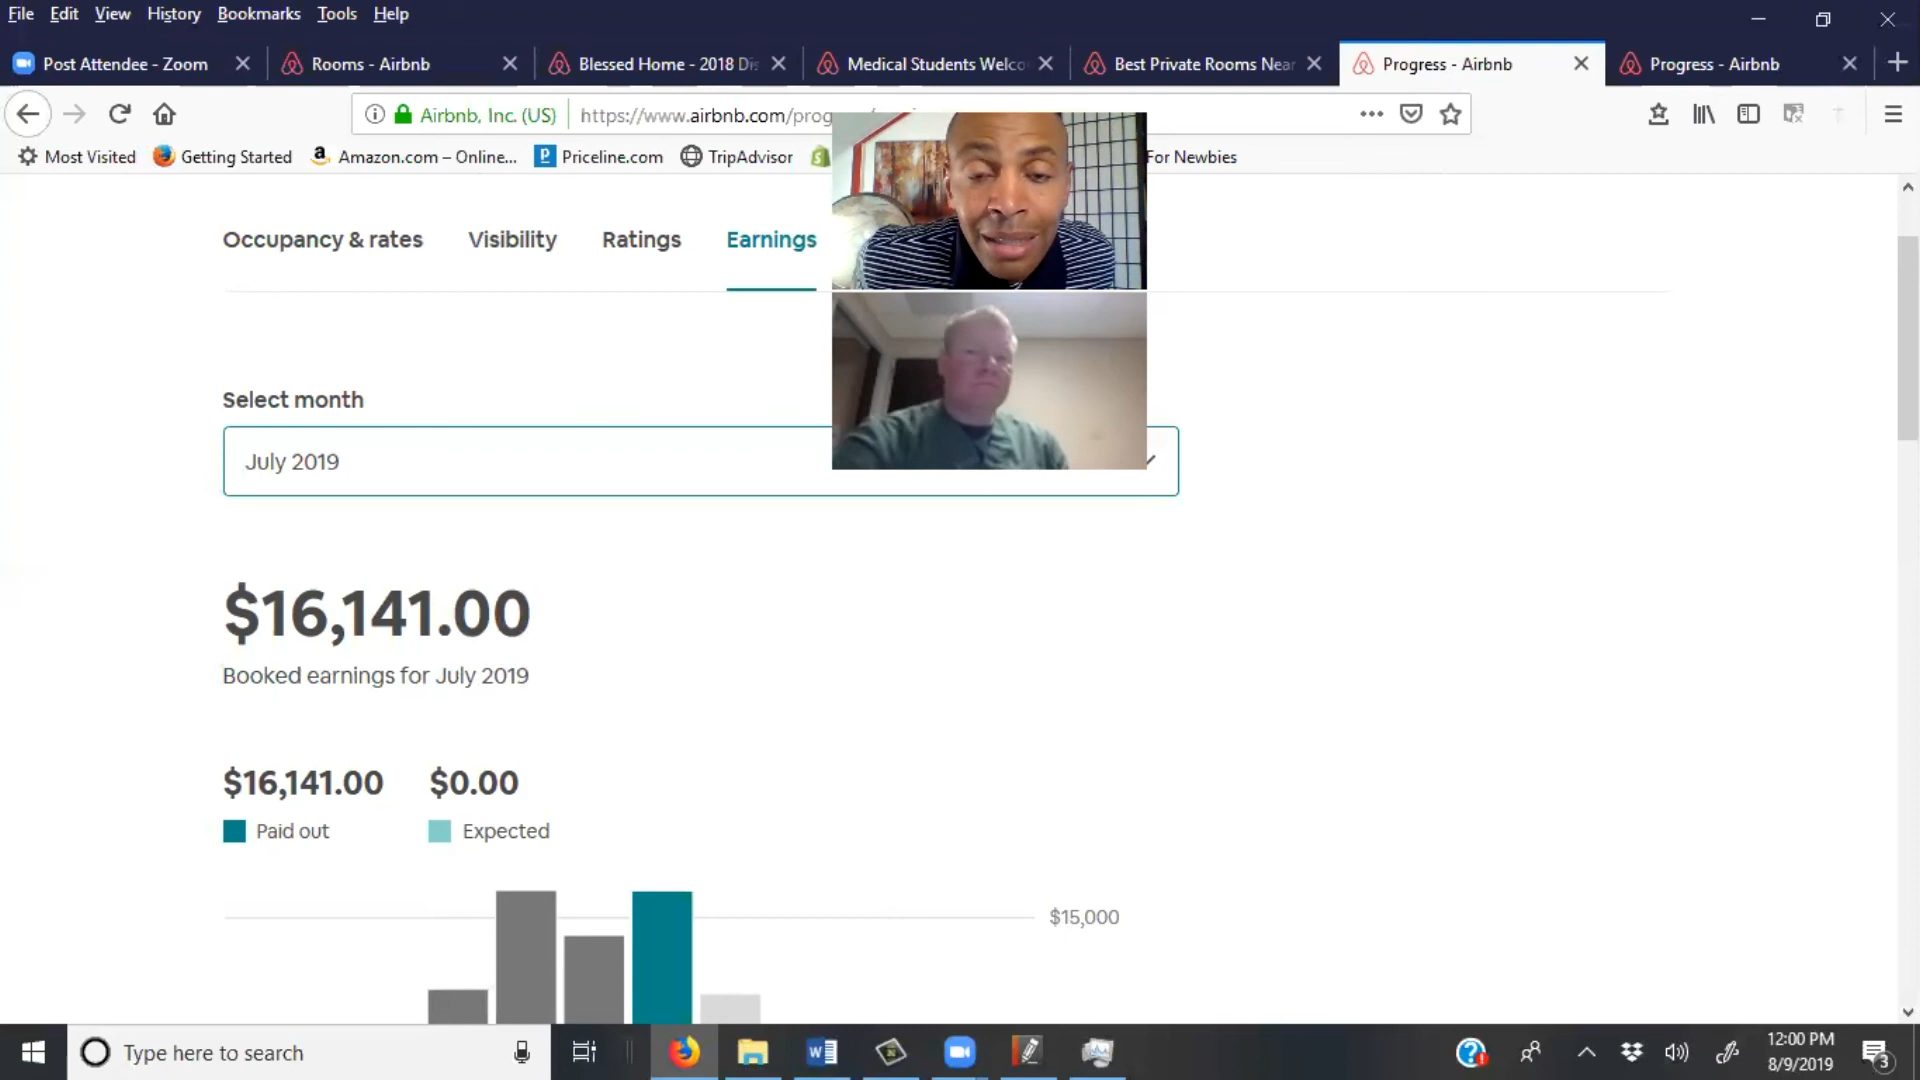 File Edit View History Bookmarks Tools Help
Post Attendee - Zoom
Rooms - Airbnb
Blessed Home - 2018 Dis
Medical Students Welco
Best Private Rooms Near
Progress - Airbnb
Progress - Airbnb
Airbnb, Inc. (US) https://www.airbnb.com/prog
Most Visited Getting Started Amazon.com – Online... Priceline.com TripAdvisor For Newbies
Occupancy & rates Visibility Ratings Earnings
Select month
July 2019
$16,141.00
Booked earnings for July 2019
$16,141.00 $0.00
Paid out Expected
$15,000
Type here to search
12:00 PM
8/9/2019
3